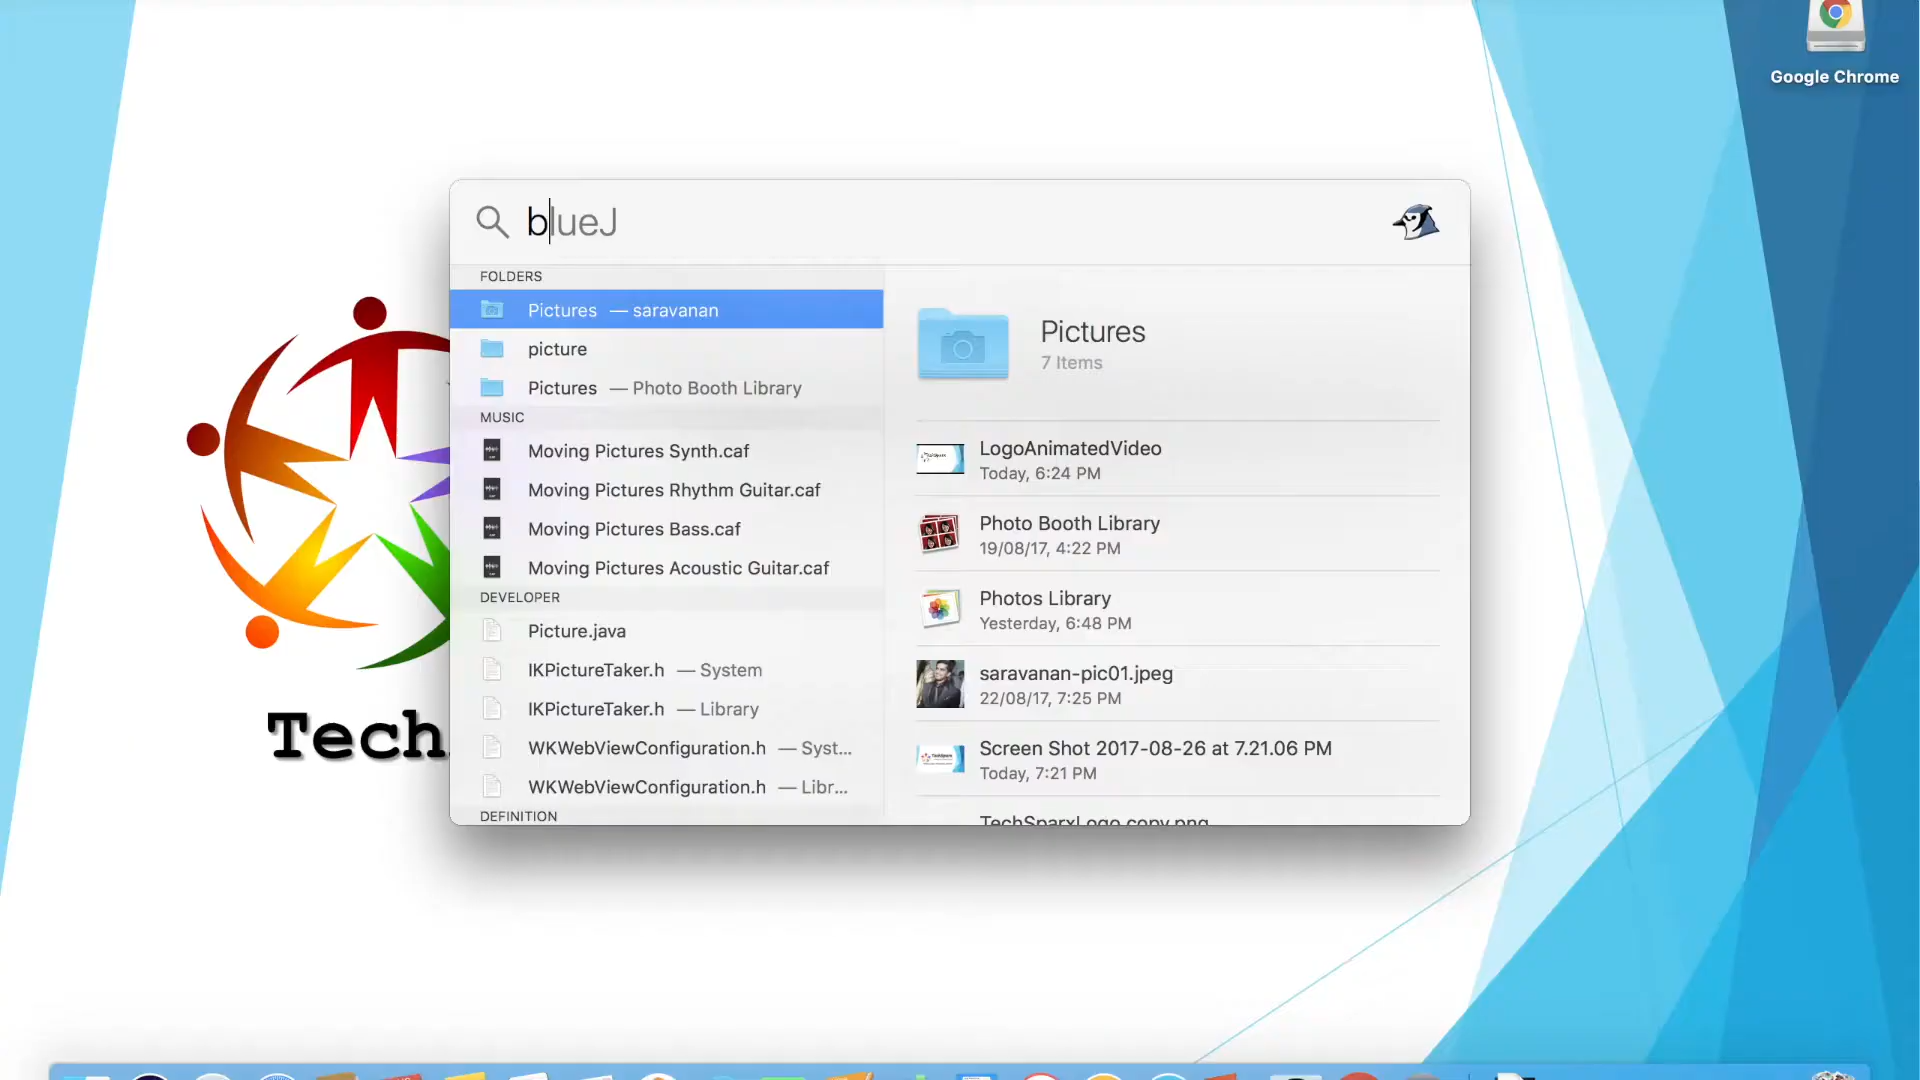 Google Chrome
blueJ
FOLDERS
Pictures — saravanan
picture
Pictures — Photo Booth Library
MUSIC
Moving Pictures Synth.caf
Moving Pictures Rhythm Guitar.caf
Moving Pictures Bass.caf
Moving Pictures Acoustic Guitar.caf
DEVELOPER
Picture.java
IKPictureTaker.h — System
IKPictureTaker.h — Library
WKWebViewConfiguration.h — Syst...
WKWebViewConfiguration.h — Libr...
DEFINITION
Pictures
7 Items
LogoAnimatedVideo
Today, 6:24 PM
Photo Booth Library
19/08/17, 4:22 PM
Photos Library
Yesterday, 6:48 PM
saravanan-pic01.jpeg
22/08/17, 7:25 PM
Screen Shot 2017-08-26 at 7.21.06 PM
Today, 7:21 PM
TechSparxLogo copy.png
Tech